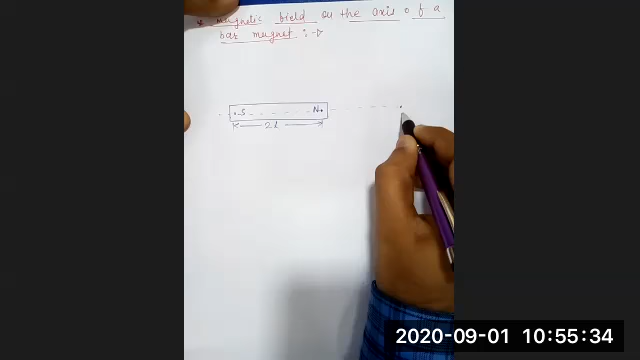 * Magnetic field on the axis of a
bar magnet :-
S N
2l
2020-09-01 10:55:34